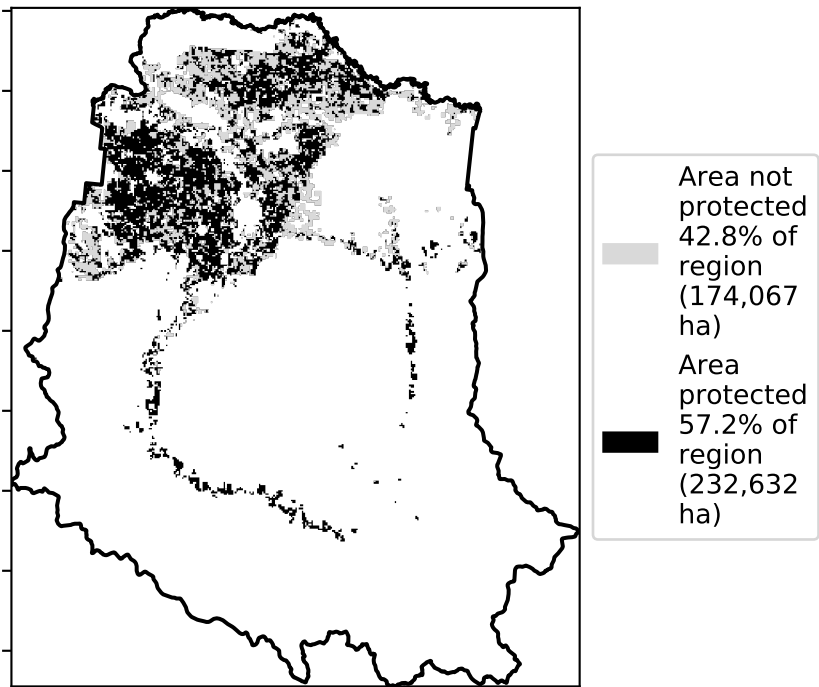 Area not
protected
42.8% of
region
(174,067
ha)
Area
protected
57.2% of
region
(232,632
ha)